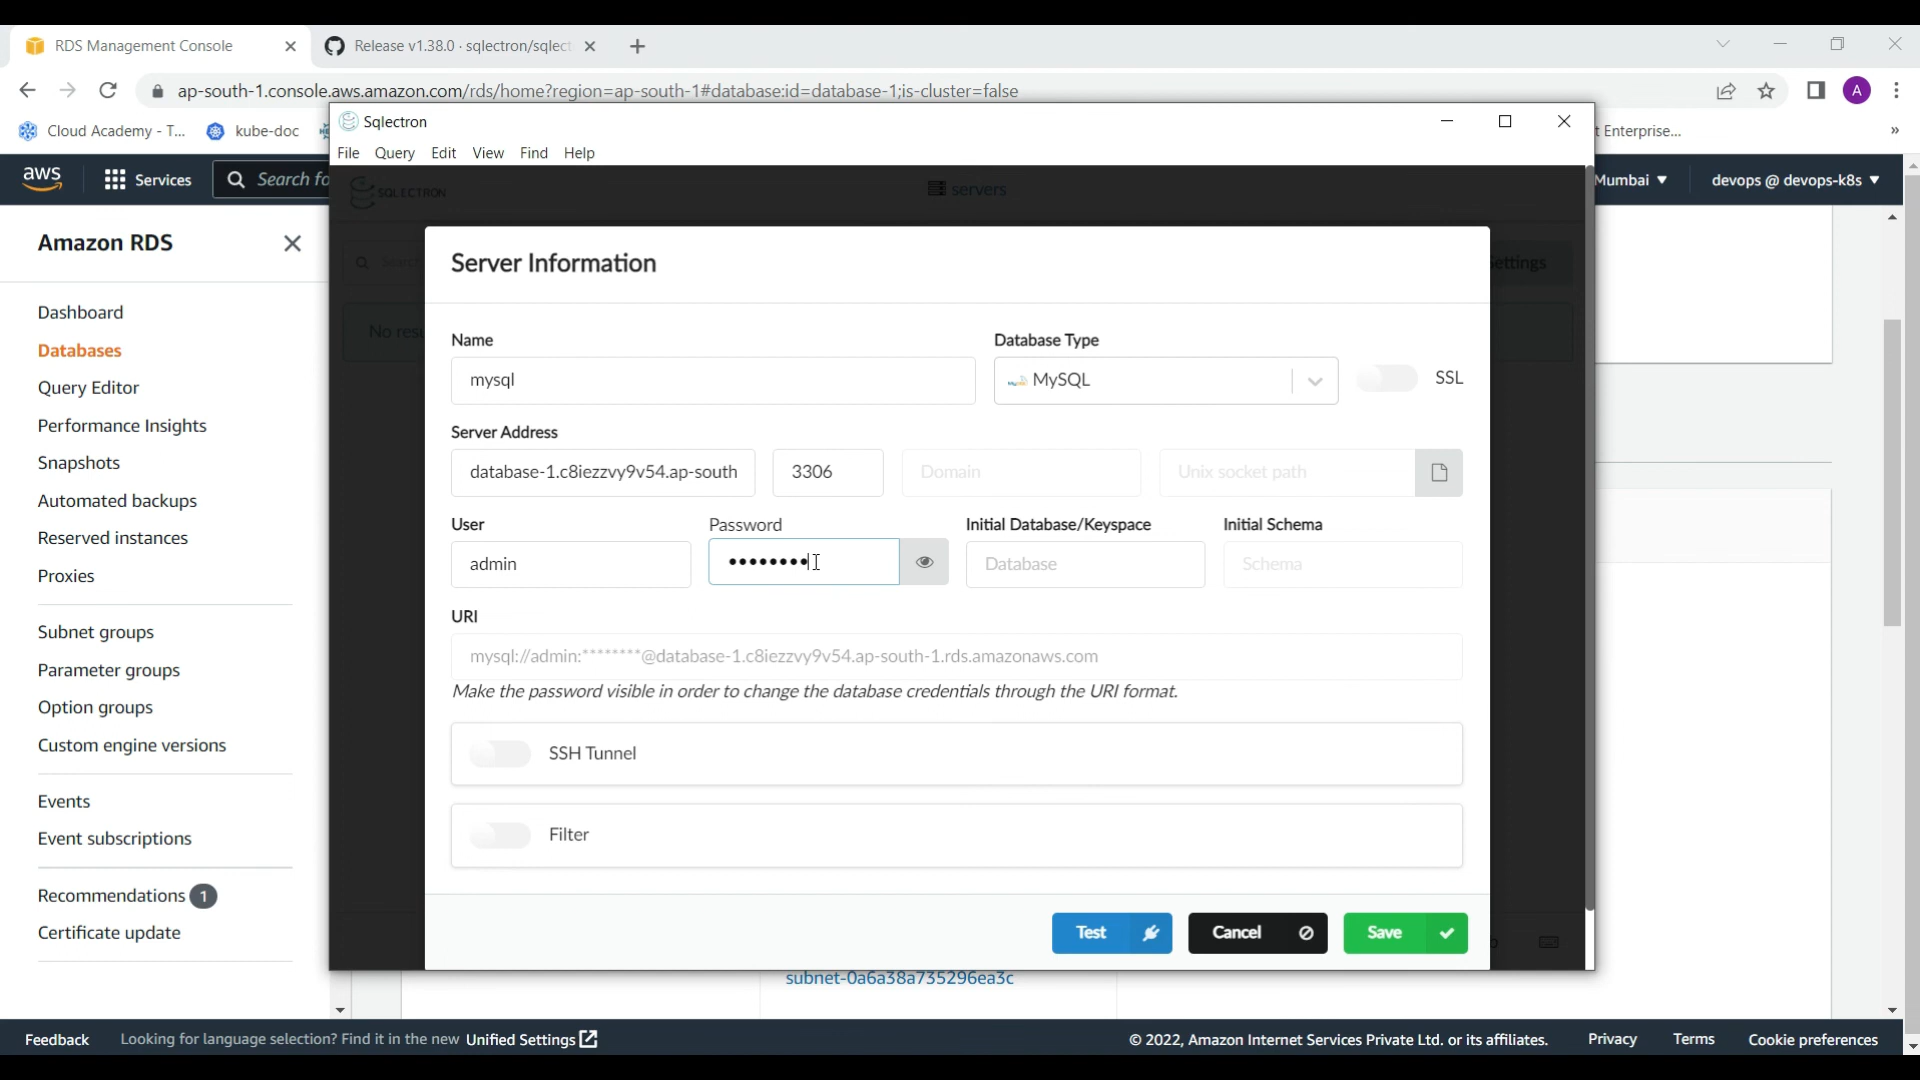 RDS Management Console
Release v1.38.0 · sqlectron/sqlect
ap-south-1.console.aws.amazon.com/rds/home?region=ap-south-1#database:id=database-1;is-cluster=false
A
Cloud Academy - T...
kube-doc
t Enterprise...
»
Sqlectron
File Query Edit View Find Help
aws
Services
Search fo
Mumbai
devops @ devops-k8s
SQLECTRON
servers
Search
Settings
No resu
Amazon RDS
Dashboard
Databases
Query Editor
Performance Insights
Snapshots
Automated backups
Reserved instances
Proxies
Subnet groups
Parameter groups
Option groups
Custom engine versions
Events
Event subscriptions
Recommendations 1
Certificate update
Server Information
Name
Database Type
mysql
MySQL
SSL
Server Address
database-1.c8iezzvy9v54.ap-south
3306
Domain
Unix socket path
User
Password
Initial Database/Keyspace
Initial Schema
admin
••••••••
Database
Schema
URI
mysql://admin:********@database-1.c8iezzvy9v54.ap-south-1.rds.amazonaws.com
Make the password visible in order to change the database credentials through the URI format.
SSH Tunnel
Filter
Test
Cancel
Save
subnet-0a6a38a735296ea3c
Feedback
Looking for language selection? Find it in the new Unified Settings
© 2022, Amazon Internet Services Private Ltd. or its affiliates.
Privacy
Terms
Cookie preferences